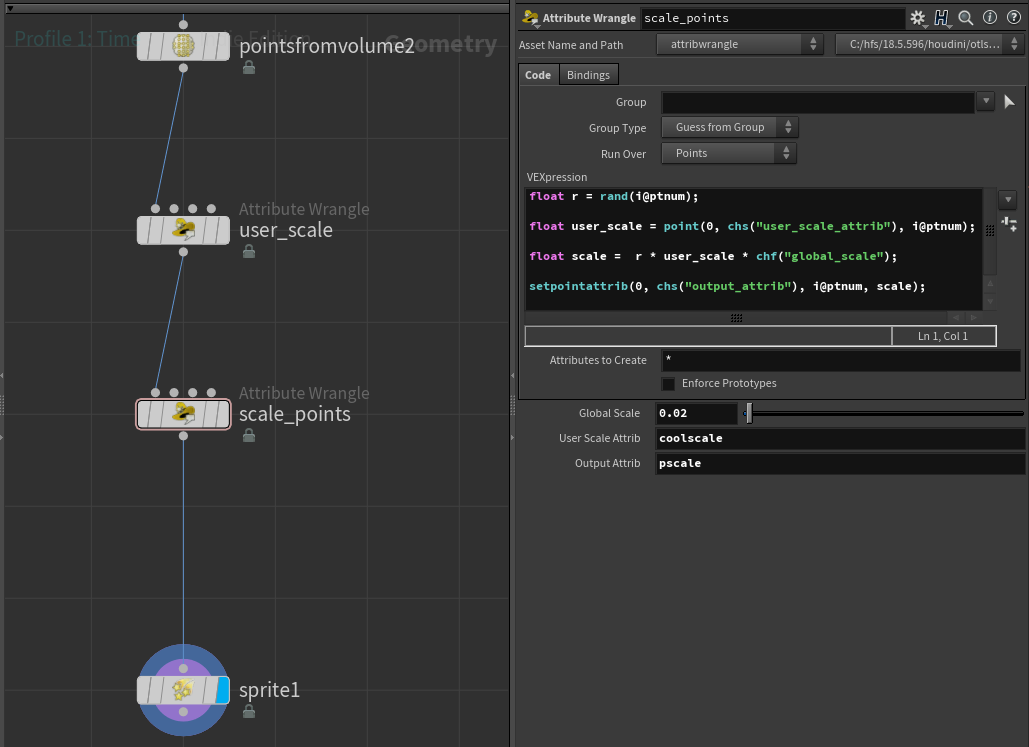 Profile 1: Time
Edition
Geometry
pointsfromvolume2
Attribute Wrangle
user_scale
Attribute Wrangle
scale_points
sprite1
Attribute Wrangle scale_points
Asset Name and Path attribwrangle C:/hfs/18.5.596/houdini/otls...
Code Bindings
Group
Group Type Guess from Group
Run Over Points
VEXpression
float r = rand(i@ptnum);
float user_scale = point(0, chs("user_scale_attrib"), i@ptnum);
float scale =  r * user_scale * chf("global_scale");
setpointattrib(0, chs("output_attrib"), i@ptnum, scale);
Ln 1, Col 1
Attributes to Create *
Enforce Prototypes
Global Scale 0.02
User Scale Attrib coolscale
Output Attrib pscale